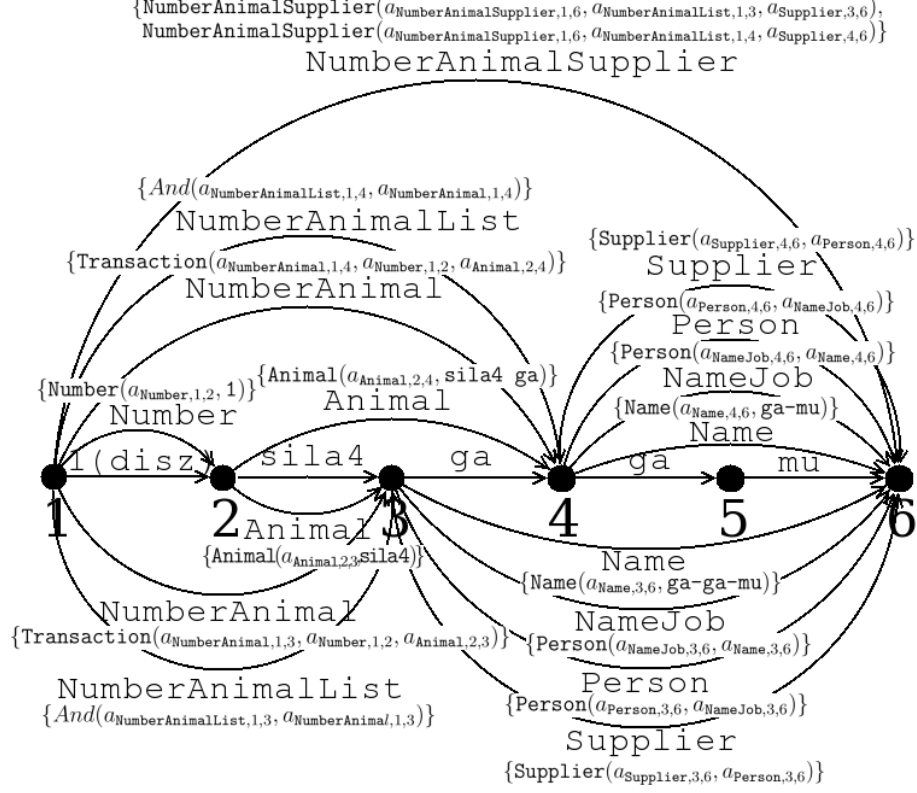 {NumberAnimalSupplier(a_NumberAnimalSupplier,1,6, a_NumberAnimalList,1,3, a_Supplier,3,6),
NumberAnimalSupplier(a_NumberAnimalSupplier,1,6, a_NumberAnimalList,1,4, a_Supplier,4,6)}
NumberAnimalSupplier
{And(a_NumberAnimalList,1,4, a_NumberAnimal,1,4)}
NumberAnimalList
{Supplier(a_Supplier,4,6, a_Person,4,6)}
{Transaction(a_NumberAnimal,1,4, a_Number,1,2, a_Animal,2,4)}
Supplier
NumberAnimal
{Person(a_Person,4,6, a_NameJob,4,6)}
Person
{Person(a_NameJob,4,6, a_Name,4,6)}
{Number(a_Number,1,2, 1)}
{Animal(a_Animal,2,4, sila4 ga)}
NameJob
Number
Animal
{Name(a_Name,4,6, ga-mu)}
Name
1(disz)
sila4
ga
ga
mu
1 2 3 4 5 6
Animal
{Animal(a_Animal,2,3,sila4)}
Name
{Name(a_Name,3,6, ga-ga-mu)}
NumberAnimal
NameJob
{Transaction(a_NumberAnimal,1,3, a_Number,1,2, a_Animal,2,3)}
{Person(a_NameJob,3,6, a_Name,3,6)}
NumberAnimalList
Person
{And(a_NumberAnimalList,1,3, a_NumberAnimal,1,3)}
{Person(a_Person,3,6, a_NameJob,3,6)}
Supplier
{Supplier(a_Supplier,3,6, a_Person,3,6)}